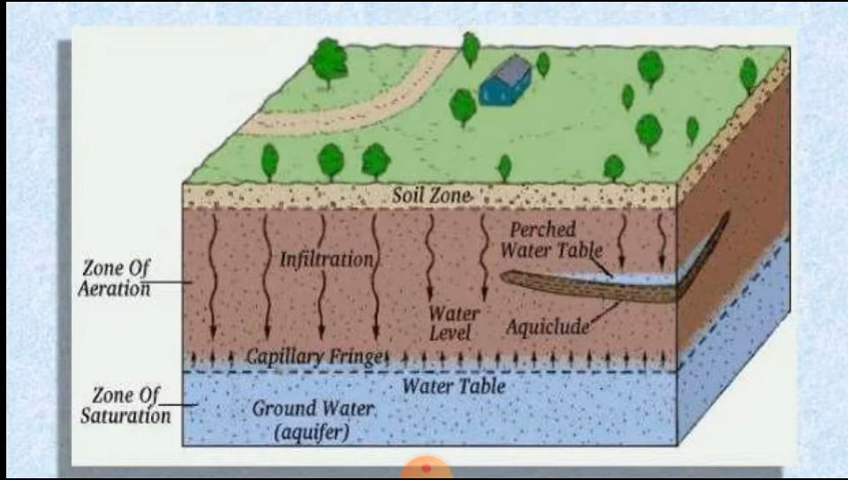 Soil Zone
Perched
Water Table
Infiltration
Zone Of
Aeration
Water
Level
Aquiclude
Capillary Fringe
Water Table
Zone Of
Saturation
Ground Water
(aquifer)